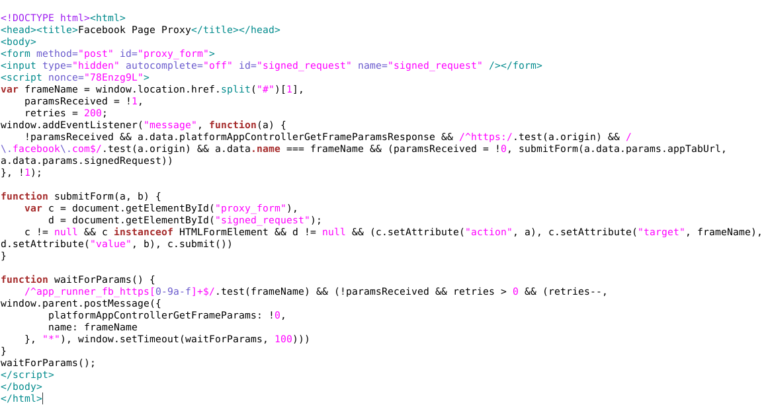 <!DOCTYPE html><html>
<head><title>Facebook Page Proxy</title></head>
<body>
<form method="post" id="proxy_form">
<input type="hidden" autocomplete="off" id="signed_request" name="signed_request" /></form>
<script nonce="78Enzg9L">
var frameName = window.location.href.split("#")[1],
    paramsReceived = !1,
    retries = 200;
window.addEventListener("message", function(a) {
    !paramsReceived && a.data.platformAppControllerGetFrameParamsResponse && /^https:/.test(a.origin) && /
\.facebook\.com$/.test(a.origin) && a.data.name === frameName && (paramsReceived = !0, submitForm(a.data.params.appTabUrl,
a.data.params.signedRequest))
}, !1);

function submitForm(a, b) {
    var c = document.getElementById("proxy_form"),
        d = document.getElementById("signed_request");
    c != null && c instanceof HTMLFormElement && d != null && (c.setAttribute("action", a), c.setAttribute("target", frameName),
d.setAttribute("value", b), c.submit())
}

function waitForParams() {
    /^app_runner_fb_https[0-9a-f]+$/.test(frameName) && (!paramsReceived && retries > 0 && (retries--,
window.parent.postMessage({
        platformAppControllerGetFrameParams: !0,
        name: frameName
    }, "*"), window.setTimeout(waitForParams, 100)))
}
waitForParams();
</script>
</body>
</html>